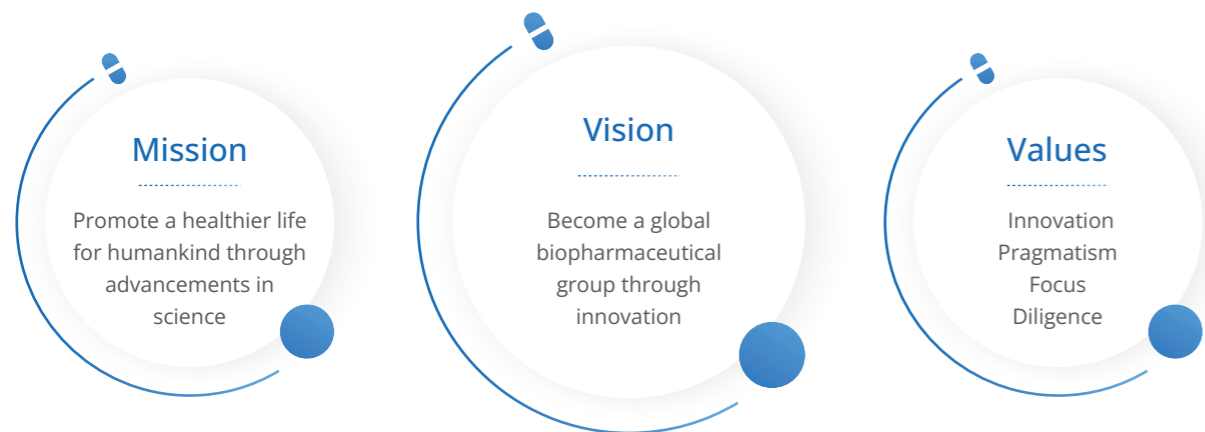 Mission
Promote a healthier life
for humankind through
advancements in
science
Vision
Become a global
biopharmaceutical
group through
innovation
Values
Innovation
Pragmatism
Focus
Diligence